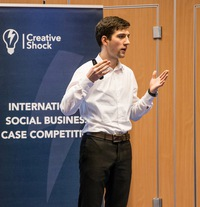 Creative
Shock
INTERNATI
SOCIAL BUSINES
CASE COMPETITI